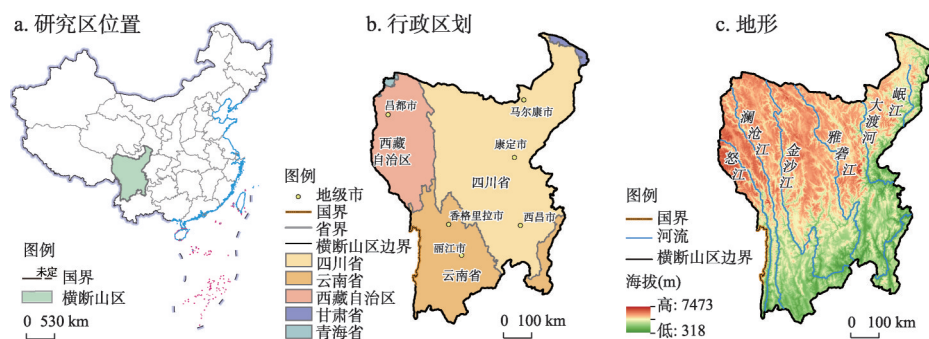 a. 研究区位置
图例
未定
国界
横断山区
0 530 km
b. 行政区划
昌都市
西藏
自治区
马尔康市
康定市
四川省
香格里拉市
西昌市
丽江市
云南省
图例
地级市
国界
省界
横断山区边界
四川省
云南省
西藏自治区
甘肃省
青海省
0 100 km
c. 地形
怒江
澜沧江
金沙江
雅砻江
大渡河
岷江
图例
国界
河流
横断山区边界
海拔(m)
高: 7473
低: 318
0 100 km